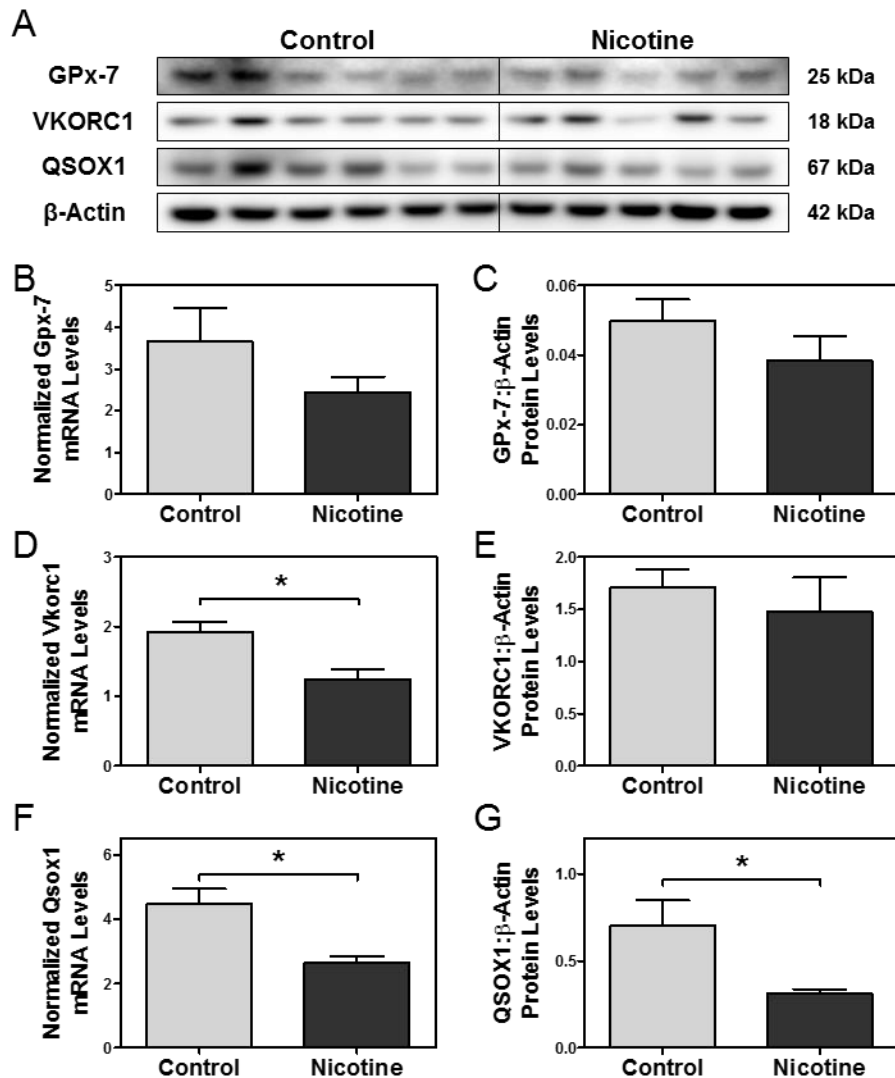 A
Control Nicotine
GPx-7 25 kDa
VKORC1 18 kDa
QSOX1 67 kDa
β-Actin 42 kDa
B
Normalized Gpx-7
mRNA Levels
5
4
3
2
1
0
Control Nicotine
C
GPx-7:β-Actin
Protein Levels
0.06
0.04
0.02
0.00
Control Nicotine
D
Normalized Vkorc1
mRNA Levels
3
2
1
0
*
Control Nicotine
E
VKORC1:β-Actin
Protein Levels
2.0
1.5
1.0
0.5
0.0
Control Nicotine
F
Normalized Qsox1
mRNA Levels
6
4
2
0
*
Control Nicotine
G
QSOX1:β-Actin
Protein Levels
1.0
0.5
0.0
*
Control Nicotine